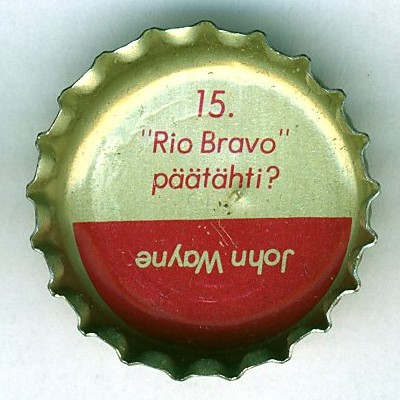 15.
"Rio Bravo"
päätähti?
John Wayne